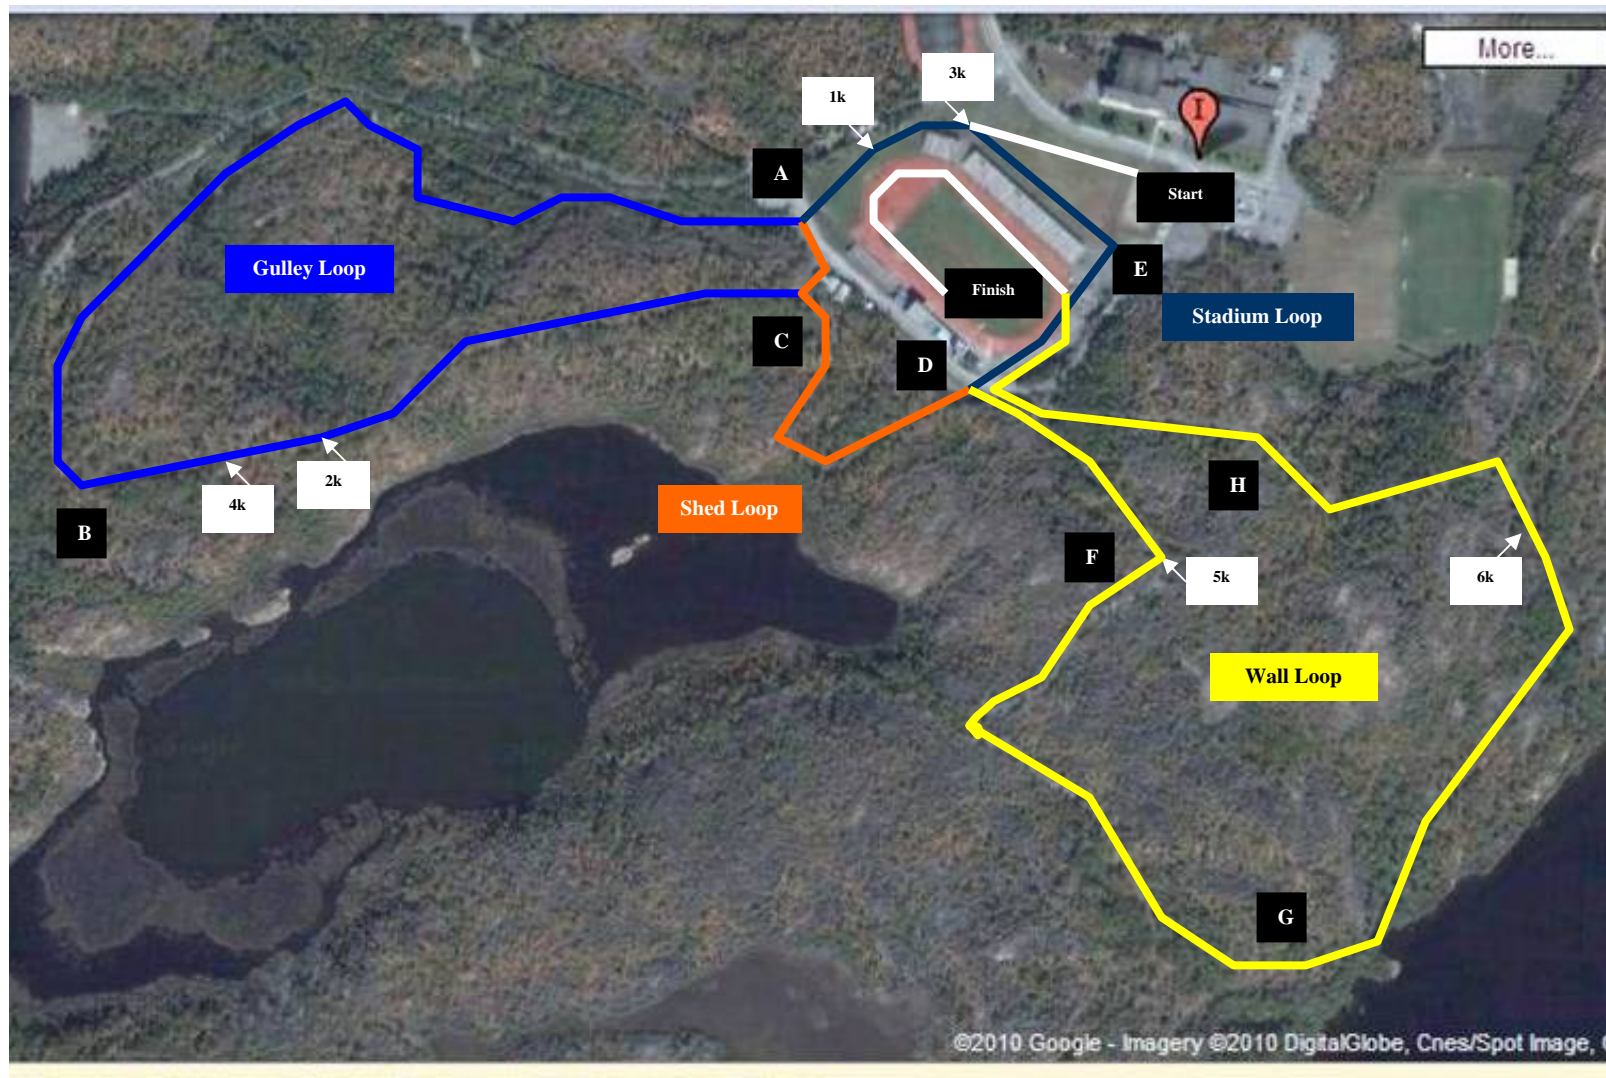 More...
3k
1k
I
A
Start
Gulley Loop
E
Finish
Stadium Loop
C
D
H
2k
4k
Shed Loop
B
F
5k
6k
Wall Loop
G
©2010 Google - Imagery ©2010 DigitalGlobe, Cnes/Spot Image,